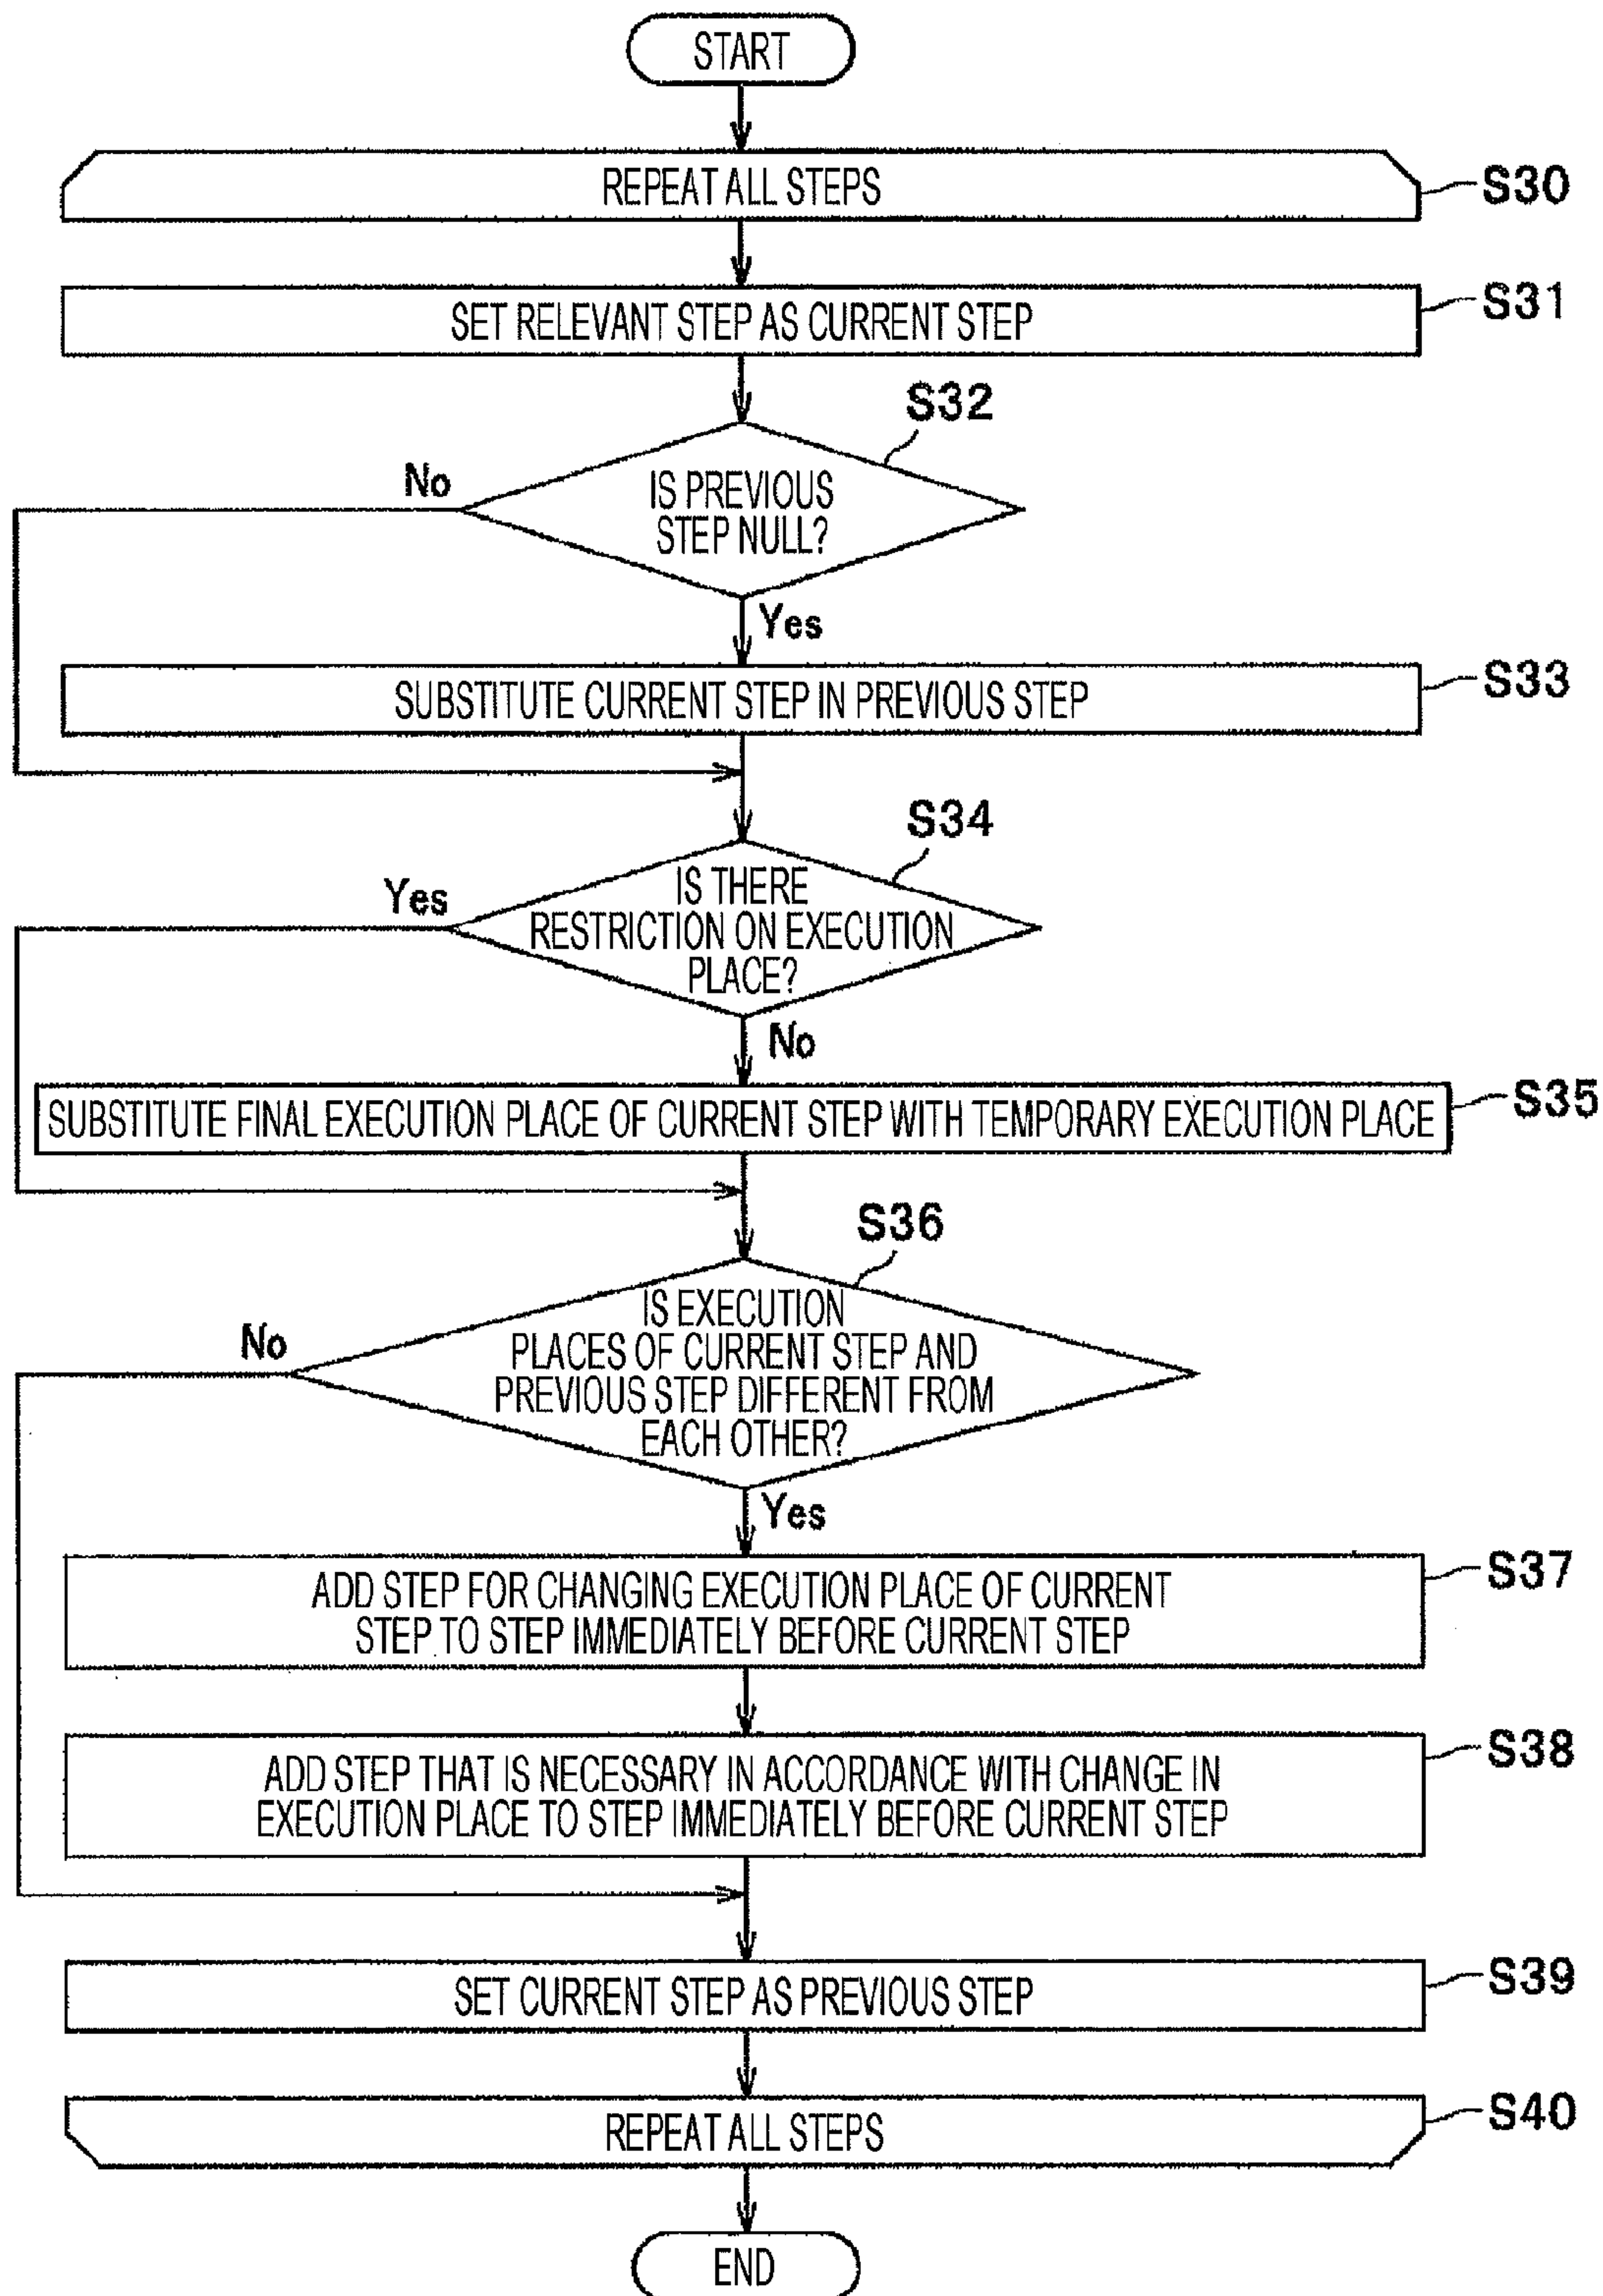 START
REPEAT ALL STEPS
S30
SET RELEVANT STEP AS CURRENT STEP
S31
S32
No
IS PREVIOUS
STEP NULL?
Yes
SUBSTITUTE CURRENT STEP IN PREVIOUS STEP
S33
S34
Yes
IS THERE
RESTRICTION ON EXECUTION
PLACE?
No
SUBSTITUTE FINAL EXECUTION PLACE OF CURRENT STEP WITH TEMPORARY EXECUTION PLACE
S35
S36
No
IS EXECUTION
PLACES OF CURRENT STEP AND
PREVIOUS STEP DIFFERENT FROM
EACH OTHER?
Yes
ADD STEP FOR CHANGING EXECUTION PLACE OF CURRENT
STEP TO STEP IMMEDIATELY BEFORE CURRENT STEP
S37
ADD STEP THAT IS NECESSARY IN ACCORDANCE WITH CHANGE IN
EXECUTION PLACE TO STEP IMMEDIATELY BEFORE CURRENT STEP
S38
SET CURRENT STEP AS PREVIOUS STEP
S39
REPEAT ALL STEPS
S40
END